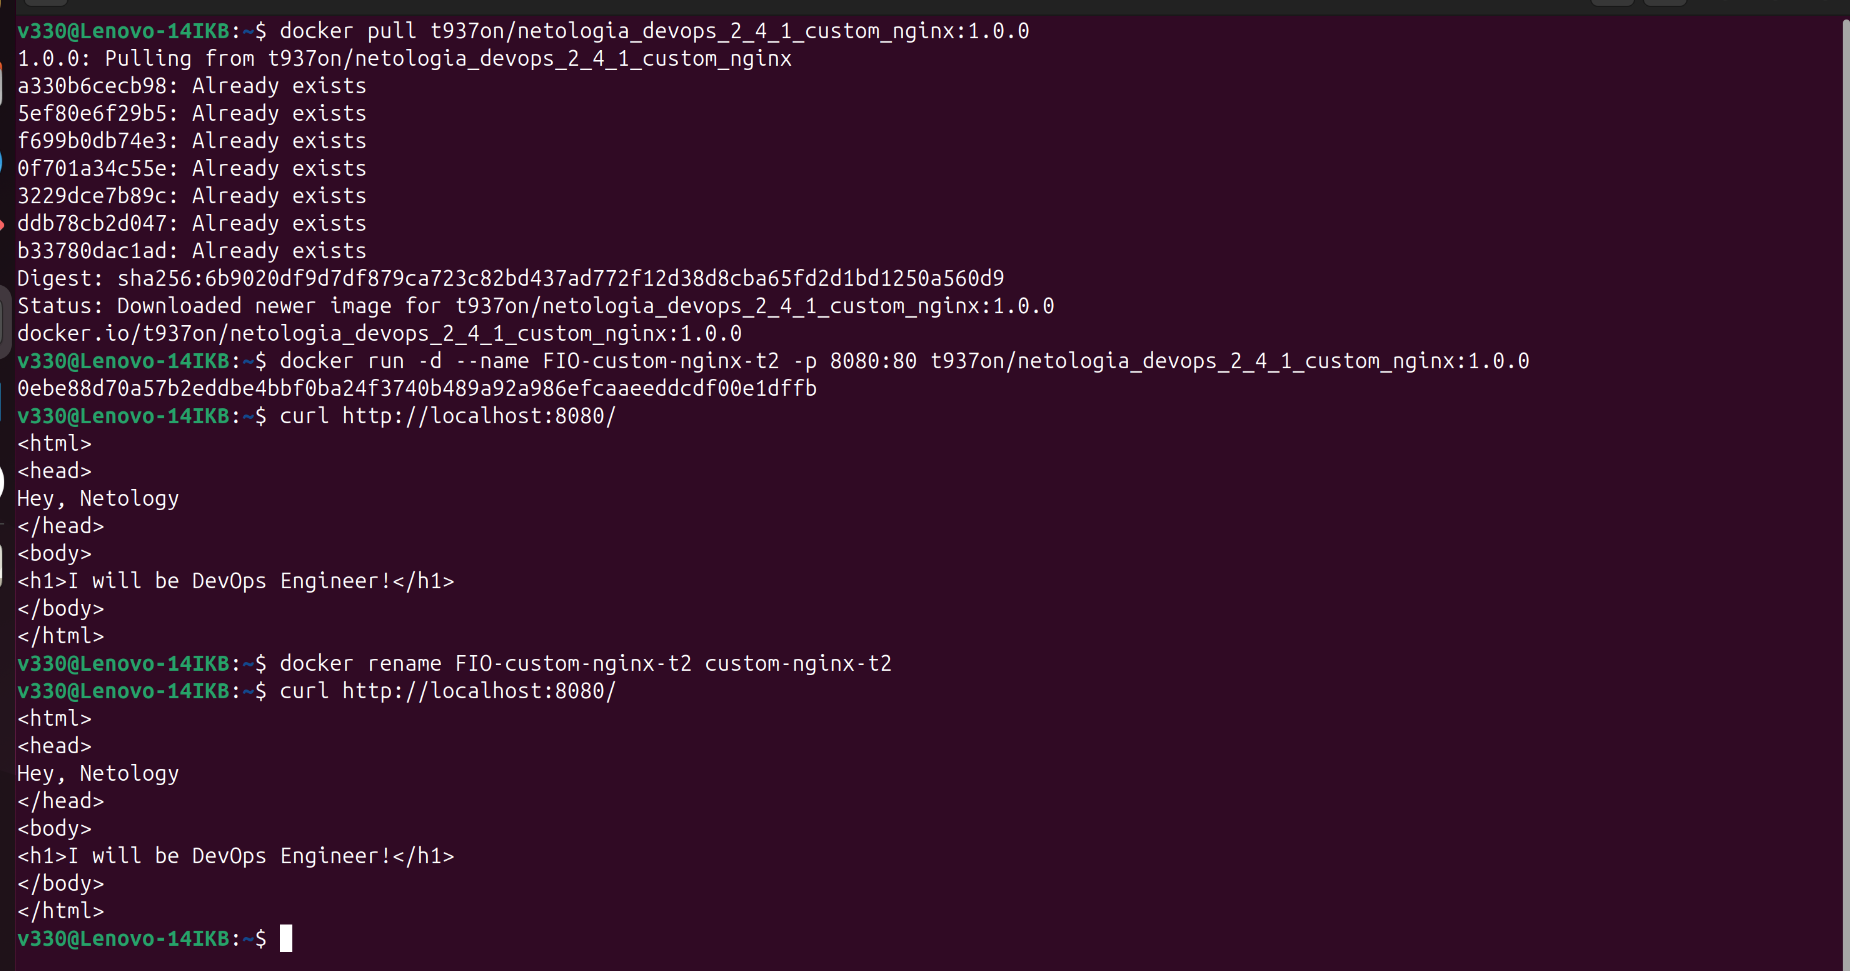 v330@Lenovo-14IKB:~$ docker pull t937on/netologia_devops_2_4_1_custom_nginx:1.0.0
1.0.0: Pulling from t937on/netologia_devops_2_4_1_custom_nginx
a330b6cecb98: Already exists
5ef80e6f29b5: Already exists
f699b0db74e3: Already exists
0f701a34c55e: Already exists
3229dce7b89c: Already exists
ddb78cb2d047: Already exists
b33780dac1ad: Already exists
Digest: sha256:6b9020df9d7df879ca723c82bd437ad772f12d38d8cba65fd2d1bd1250a560d9
Status: Downloaded newer image for t937on/netologia_devops_2_4_1_custom_nginx:1.0.0
docker.io/t937on/netologia_devops_2_4_1_custom_nginx:1.0.0
v330@Lenovo-14IKB:~$ docker run -d --name FIO-custom-nginx-t2 -p 8080:80 t937on/netologia_devops_2_4_1_custom_nginx:1.0.0
0ebe88d70a57b2eddbe4bbf0ba24f3740b489a92a986efcaaeeddcdf00e1dffb
v330@Lenovo-14IKB:~$ curl http://localhost:8080/
<html>
<head>
Hey, Netology
</head>
<body>
<h1>I will be DevOps Engineer!</h1>
</body>
</html>
v330@Lenovo-14IKB:~$ docker rename FIO-custom-nginx-t2 custom-nginx-t2
v330@Lenovo-14IKB:~$ curl http://localhost:8080/
<html>
<head>
Hey, Netology
</head>
<body>
<h1>I will be DevOps Engineer!</h1>
</body>
</html>
v330@Lenovo-14IKB:~$